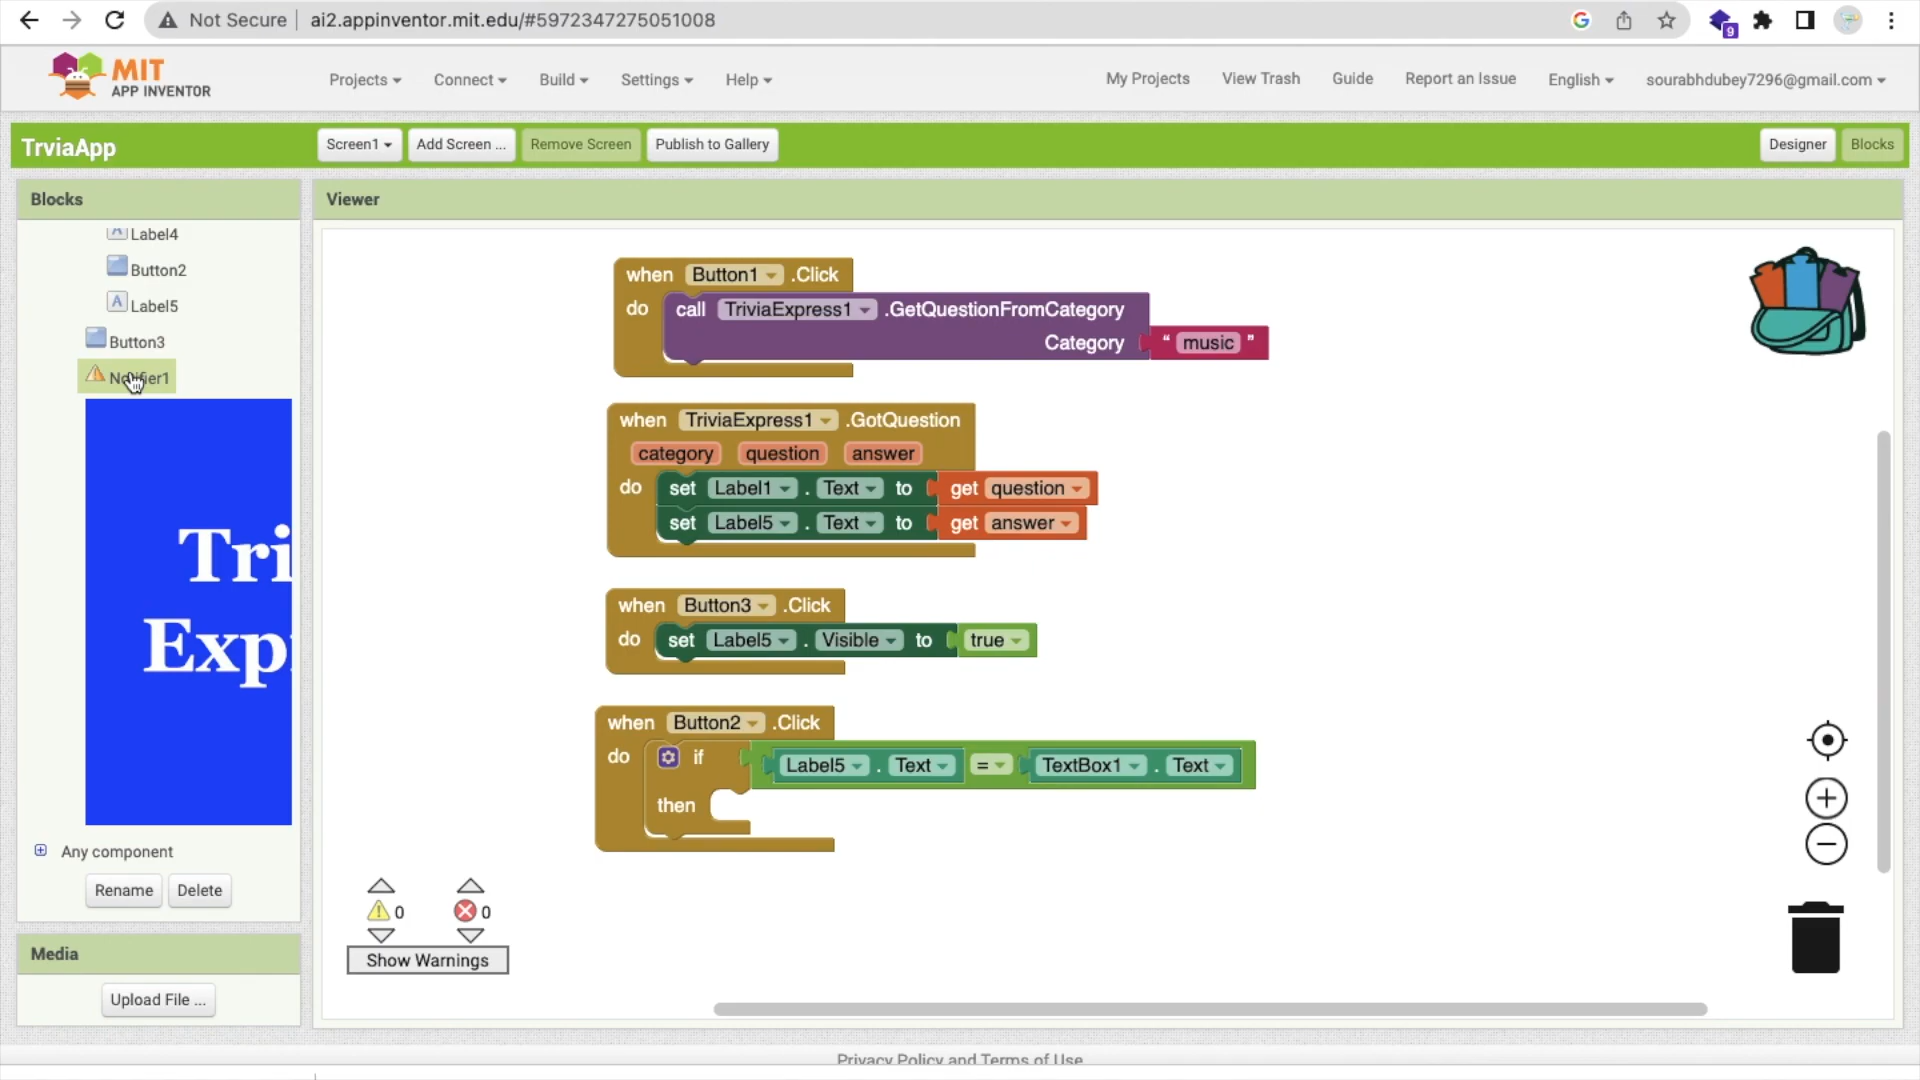 Not Secure
ai2.appinventor.mit.edu/#5972347275051008
9
MIT
APP INVENTOR
Projects
Connect
Build
Settings
Help
My Projects
View Trash
Guide
Report an Issue
English
sourabhdubey7296@gmail.com
TrviaApp
Screen1
Add Screen ...
Remove Screen
Publish to Gallery
Designer
Blocks
Blocks
Viewer
A Label4
Button2
A Label5
Button3
Notifier1
Tri
Exp
Any component
Rename
Delete
Media
Upload File ...
when Button1 .Click
do call TriviaExpress1 .GetQuestionFromCategory
Category “ music ”
when TriviaExpress1 .GotQuestion
category question answer
do set Label1 . Text to get question
set Label5 . Text to get answer
when Button3 .Click
do set Label5 . Visible to true
when Button2 .Click
do if Label5 . Text = TextBox1 . Text
then
0 0
Show Warnings
Privacy Policy and Terms of Use